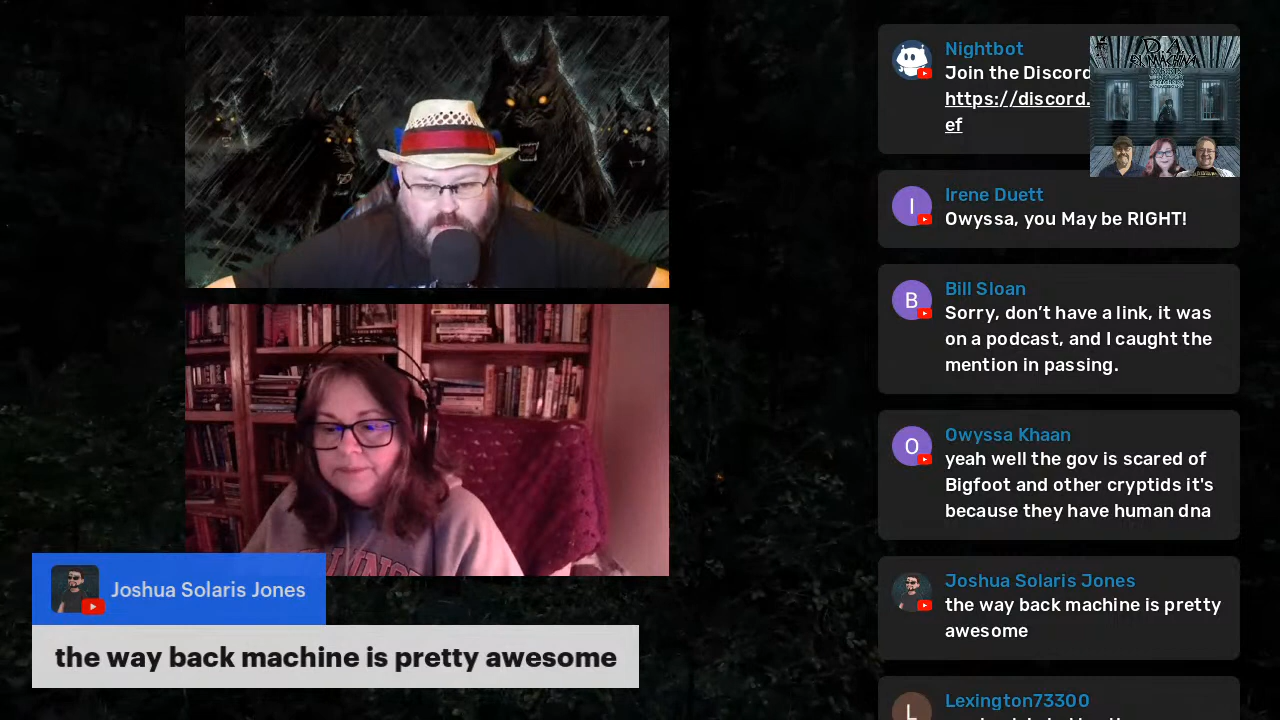 Nightbot
Join the Discord
https://discord.
ef
Irene Duett
Owyssa, you May be RIGHT!
Bill Sloan
Sorry, don’t have a link, it was
on a podcast, and I caught the
mention in passing.
Owyssa Khaan
yeah well the gov is scared of
Bigfoot and other cryptids it's
because they have human dna
Joshua Solaris Jones
the way back machine is pretty
awesome
Lexington73300
Joshua Solaris Jones
the way back machine is pretty awesome